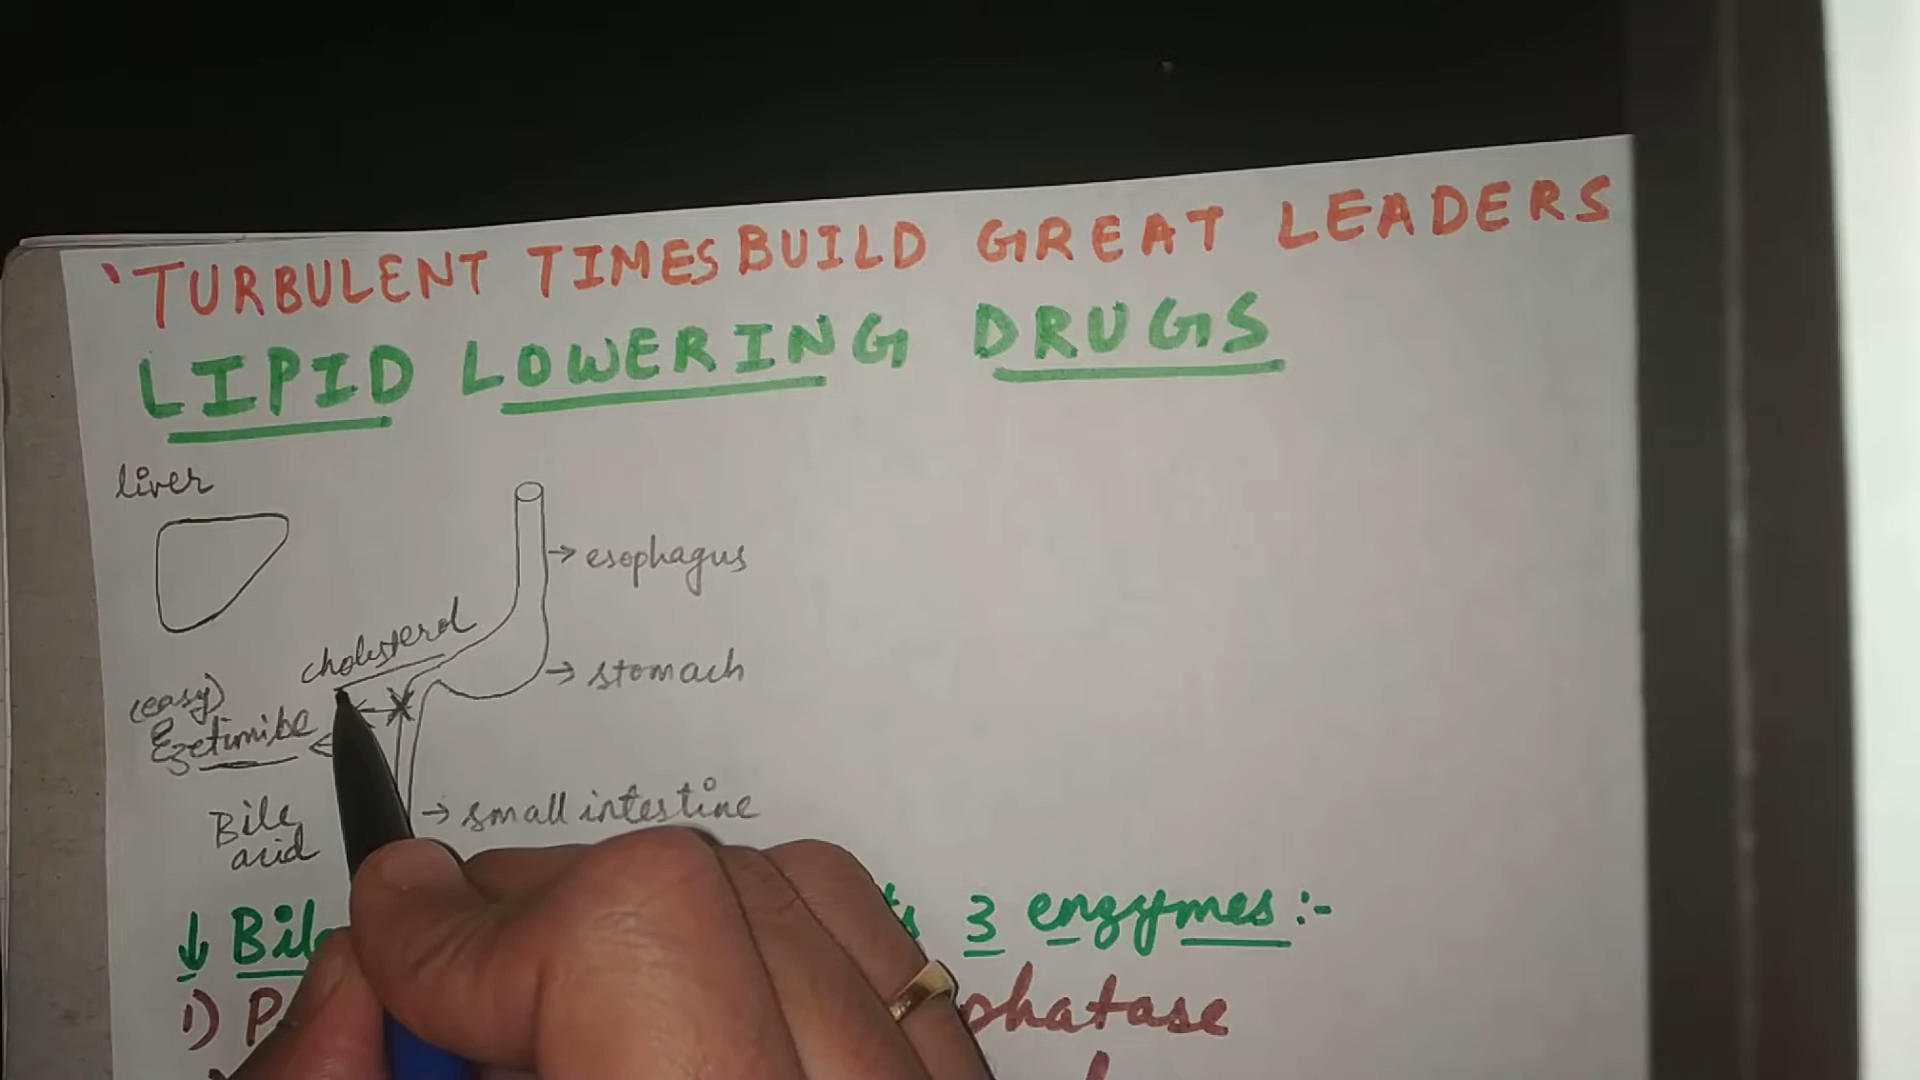 'TURBULENT TIMES BUILD GREAT LEADERS
LIPID LOWERING DRUGS
liver
esophagus
cholesterol
stomach
(easy)
Ezetimibe
small intestine
Bile
acid
↓ Bile 3 enzymes:-
1)